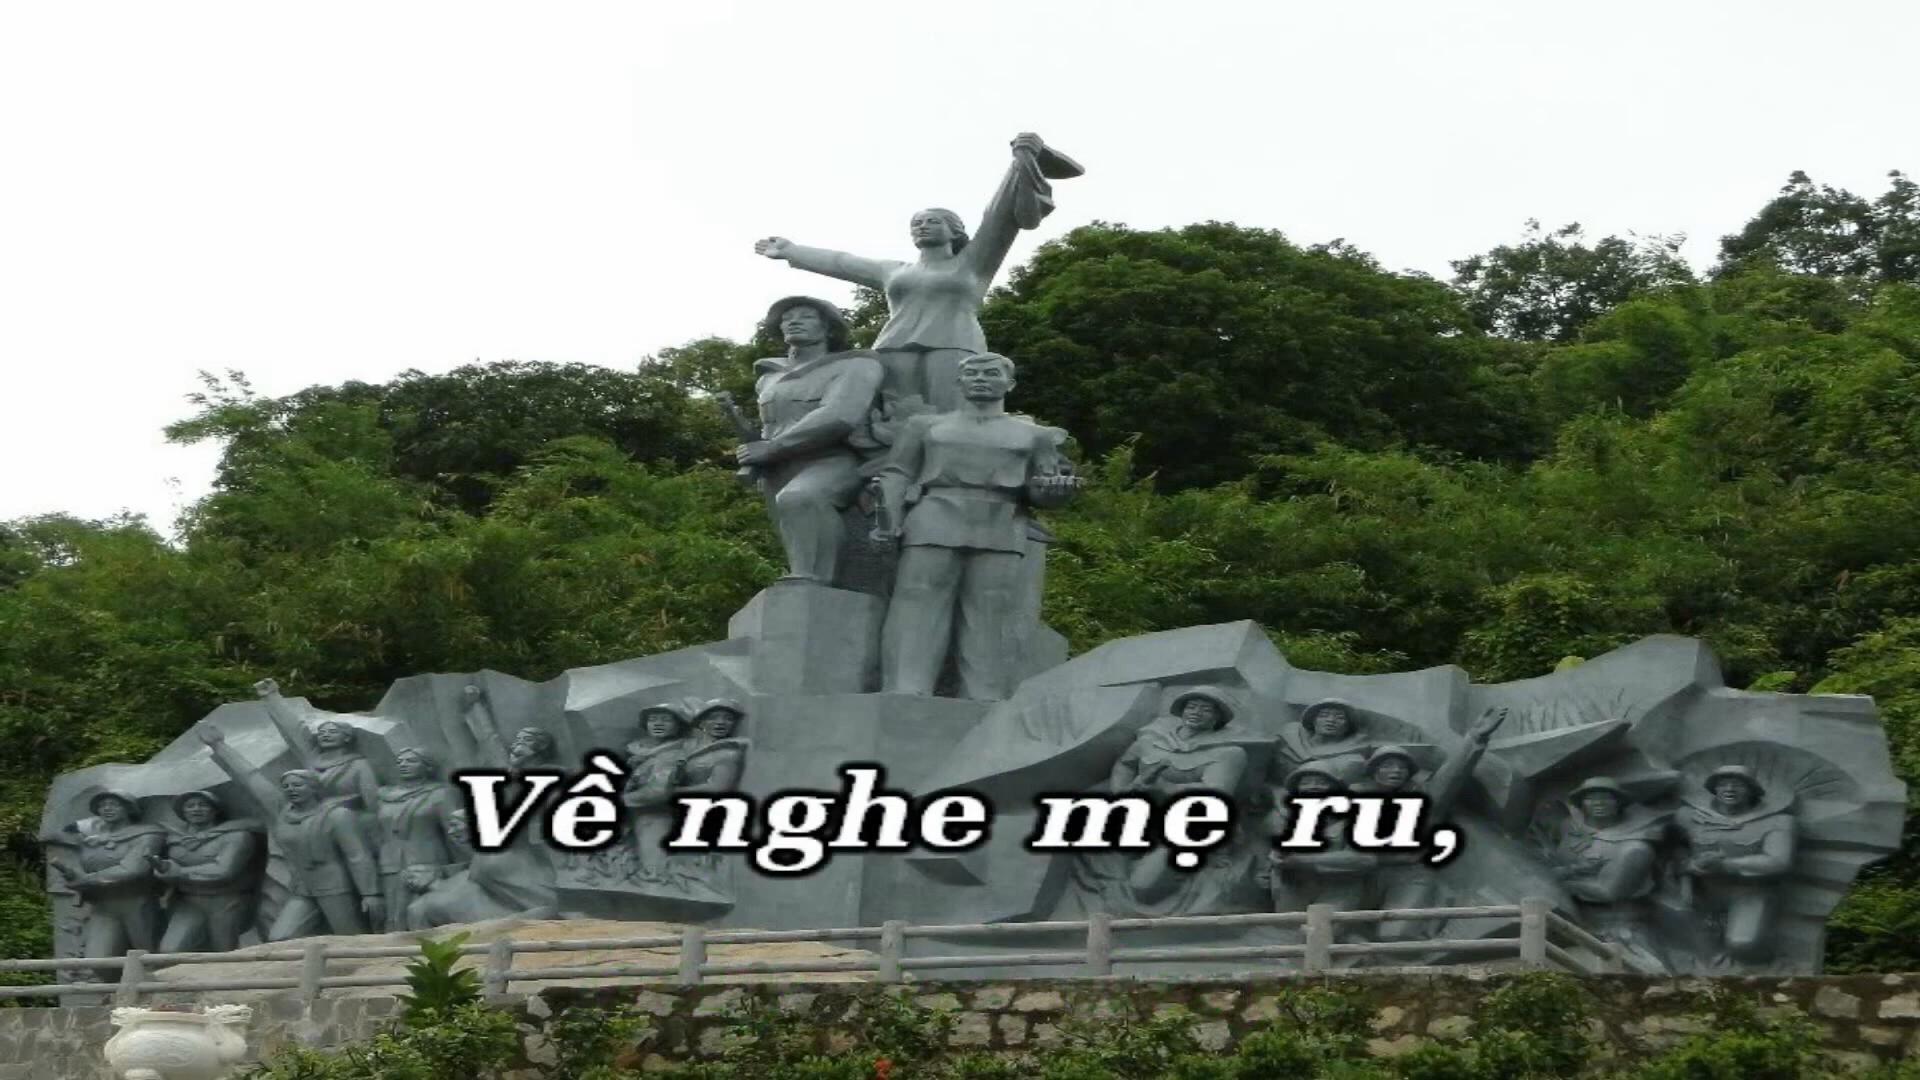 Về nghe mẹ ru,